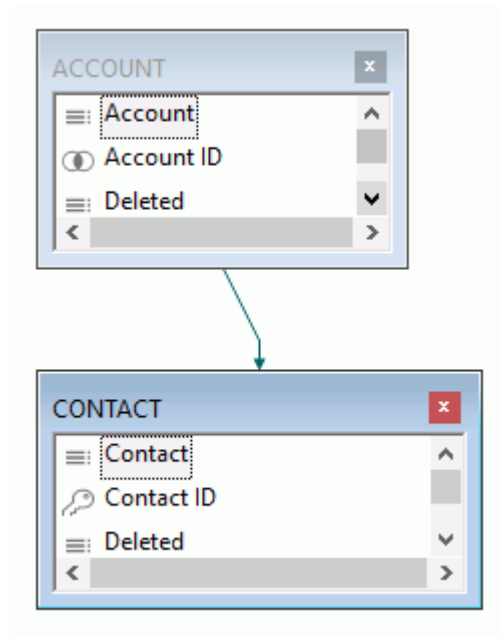 ACCOUNT
Account
Account ID
Deleted
CONTACT
Contact
Contact ID
Deleted